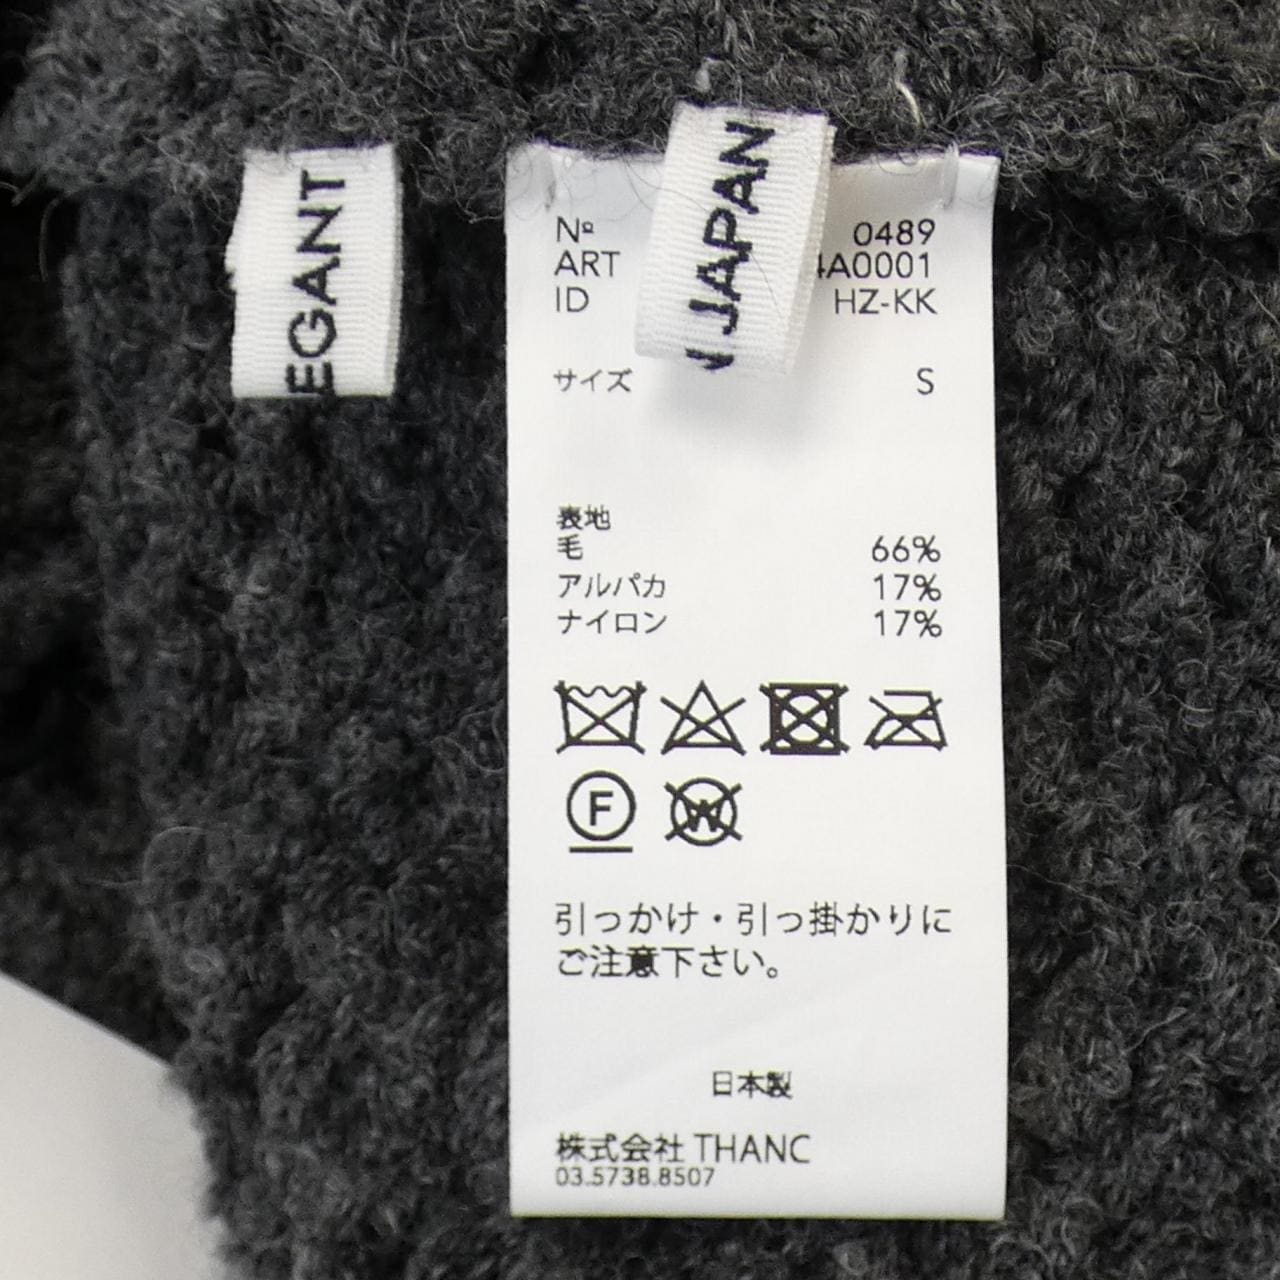 EGANT
JAPAN
Nº 0489
ART 4A0001
ID HZ-KK
サイズ S
表地
毛 66%
アルパカ 17%
ナイロン 17%
F
W
引っかけ・引っ掛かりに
ご注意下さい。
日本製
株式会社 THANC
03.5738.8507